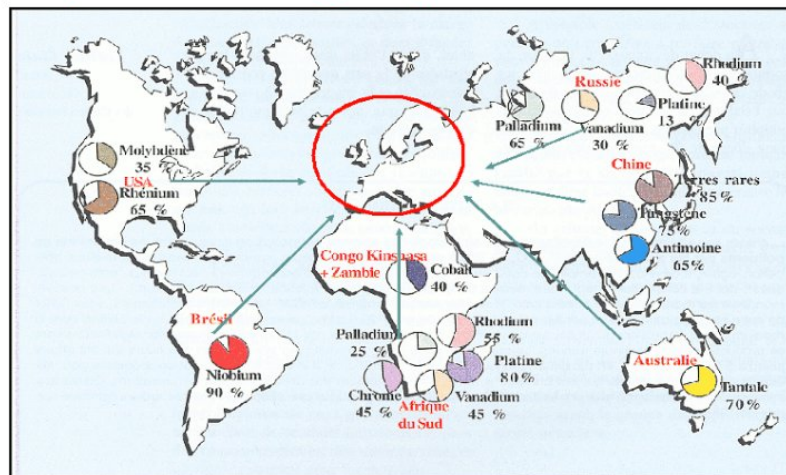 Molybdène
35 %
USA
Rhénium
65 %
Brésil
Niobium
90 %
Congo Kinshasa
+ Zambie
Cobalt
40 %
Palladium
25 %
Rhodium
55 %
Platine
80 %
Chrome
45 %
Afrique
du Sud
Vanadium
45 %
Russie
Rhodium
40 %
Platine
13 %
Palladium
65 %
Vanadium
30 %
Chine
Terres rares
85%
Tungstène
75%
Antimoine
65%
Australie
Tantale
70%